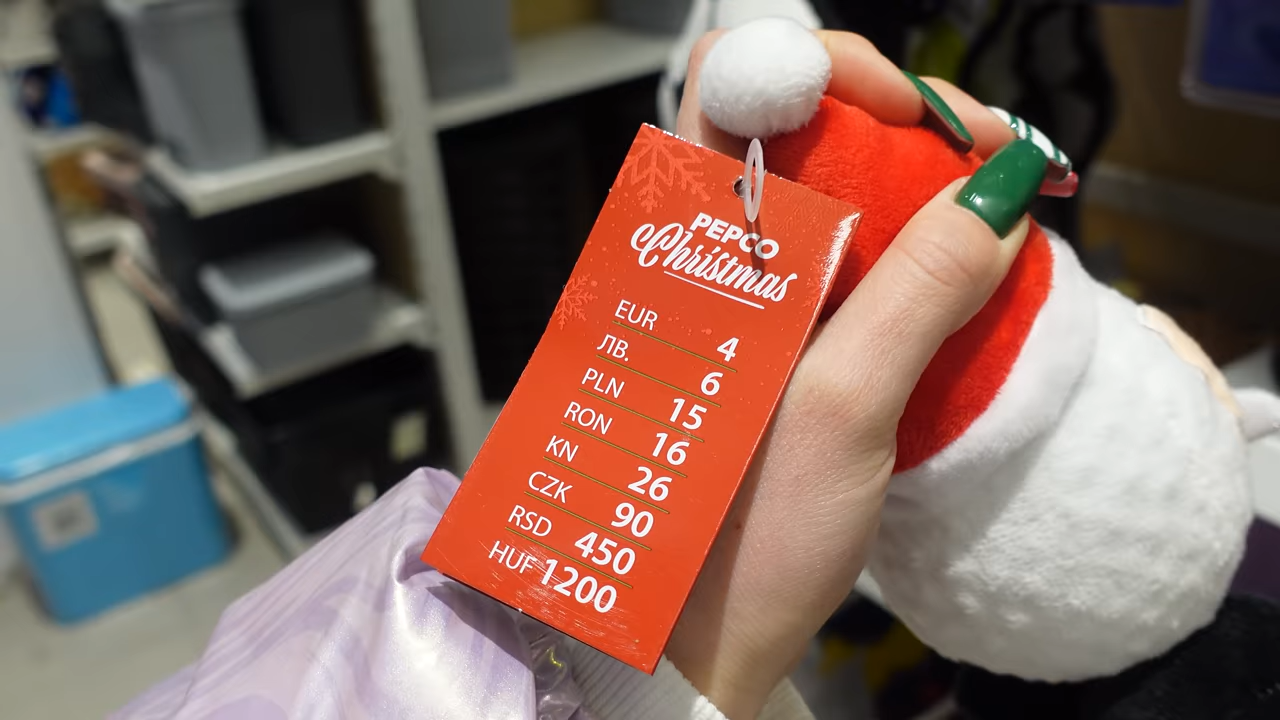 PEPCO
Christmas
EUR 4
ЛВ. 6
PLN 15
RON 16
KN 26
CZK 90
RSD 450
HUF 1200